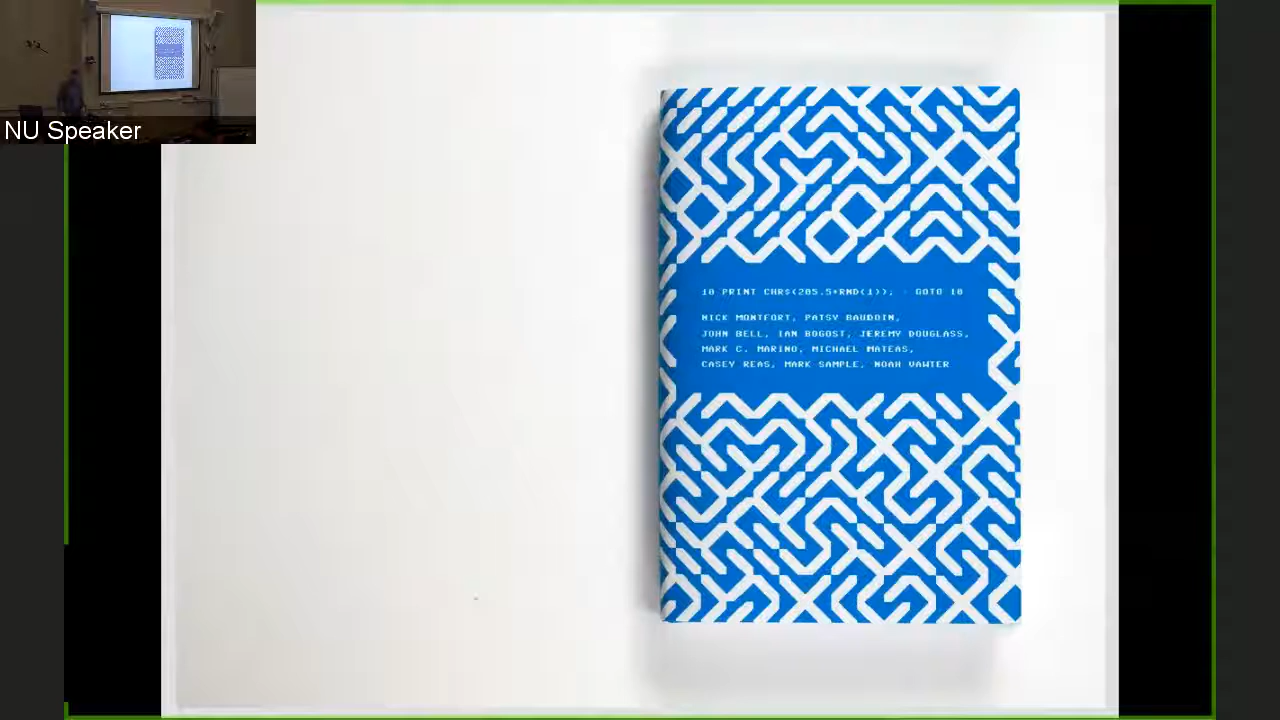 NU Speaker
10 PRINT CHR$(205.5+RND(1)); : GOTO 10
NICK MONTFORT, PATSY BAUDOIN,
JOHN BELL, IAN BOGOST, JEREMY DOUGLASS,
MARK C. MARINO, MICHAEL MATEAS,
CASEY REAS, MARK SAMPLE, NOAH VAWTER